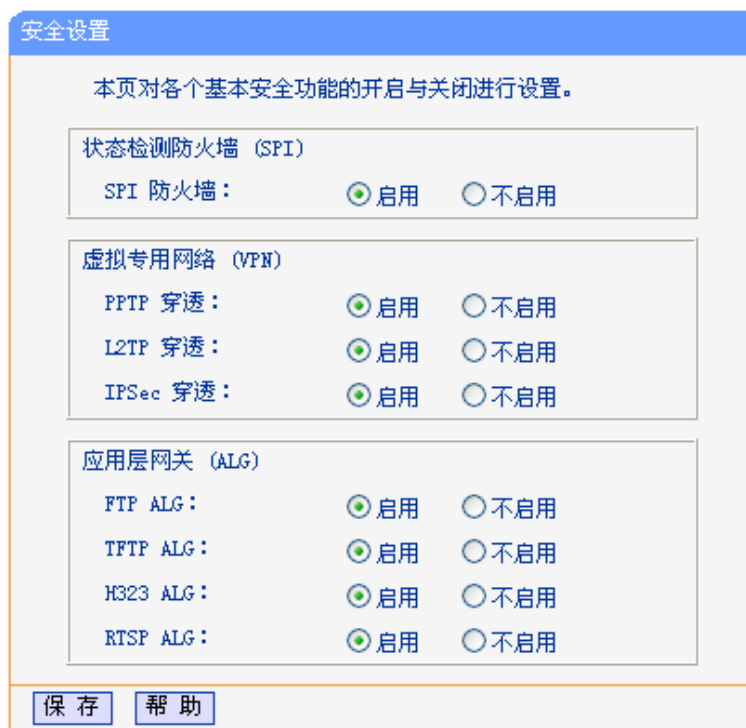 安全设置
本页对各个基本安全功能的开启与关闭进行设置。
状态检测防火墙 (SPI)
SPI 防火墙： 启用 不启用
虚拟专用网络 (VPN)
PPTP 穿透： 启用 不启用
L2TP 穿透： 启用 不启用
IPSec 穿透： 启用 不启用
应用层网关 (ALG)
FTP ALG： 启用 不启用
TFTP ALG： 启用 不启用
H323 ALG： 启用 不启用
RTSP ALG： 启用 不启用
保 存 帮 助